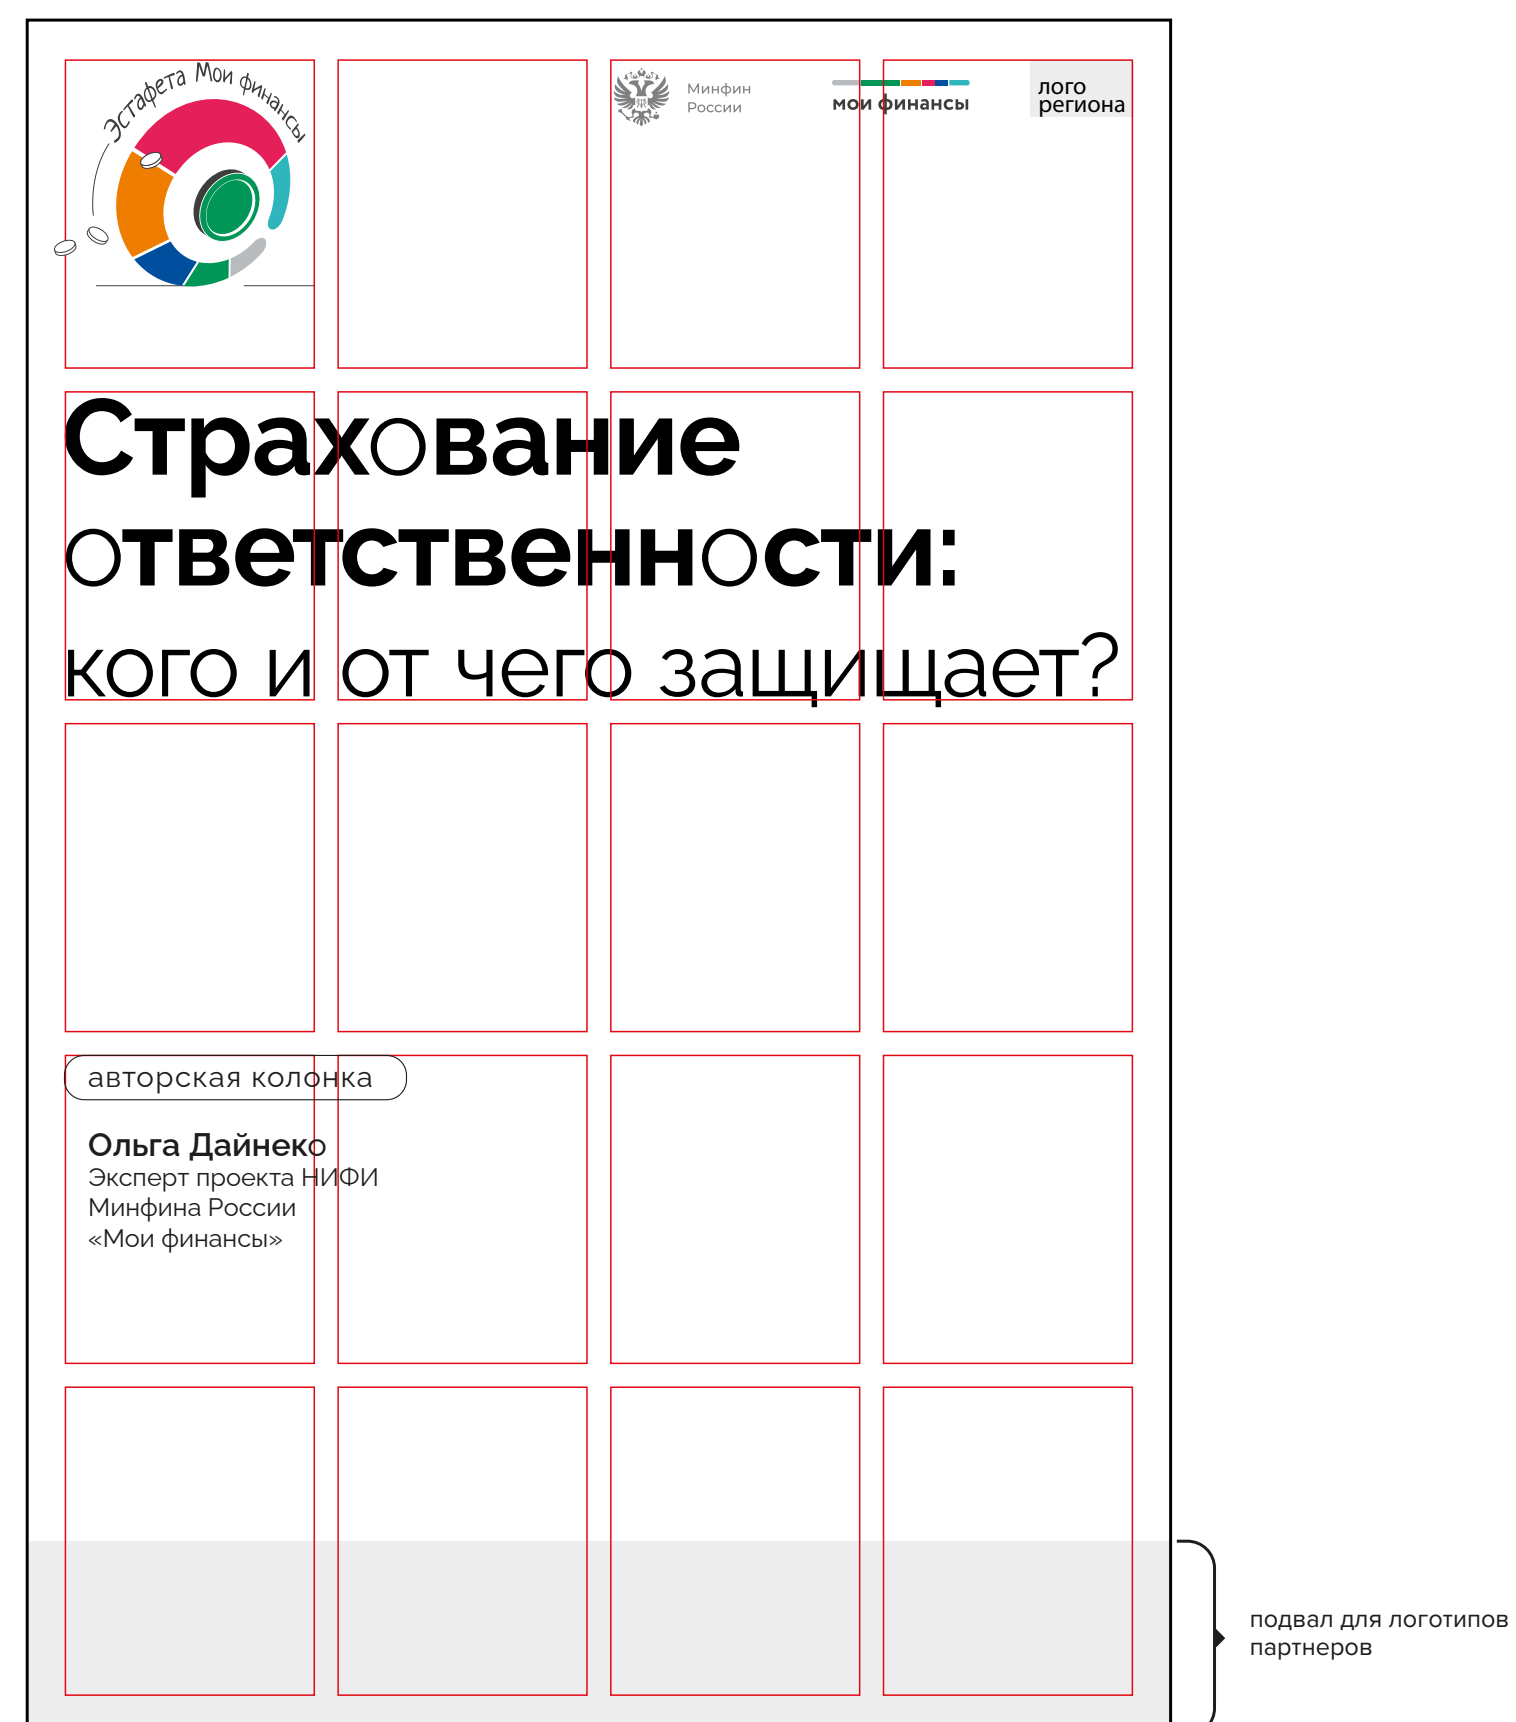 Эстафета Мои финансы
Минфин
России
мои финансы
лого
региона
Страхование
ответственности:
кого и от чего защищает?
авторская колонка
Ольга Дайнеко
Эксперт проекта НИФИ
Минфина России
«Мои финансы»
подвал для логотипов
партнеров